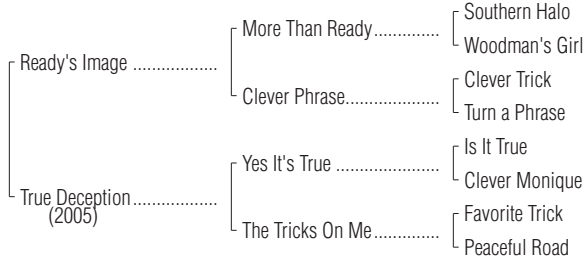 Southern Halo
More Than Ready..............
Woodman's Girl
Ready's Image ..................
Clever Trick
Clever Phrase....................
Turn a Phrase
Is It True
Yes It's True ......................
Clever Monique
True Deception..................
(2005)
Favorite Trick
The Tricks On Me..............
Peaceful Road